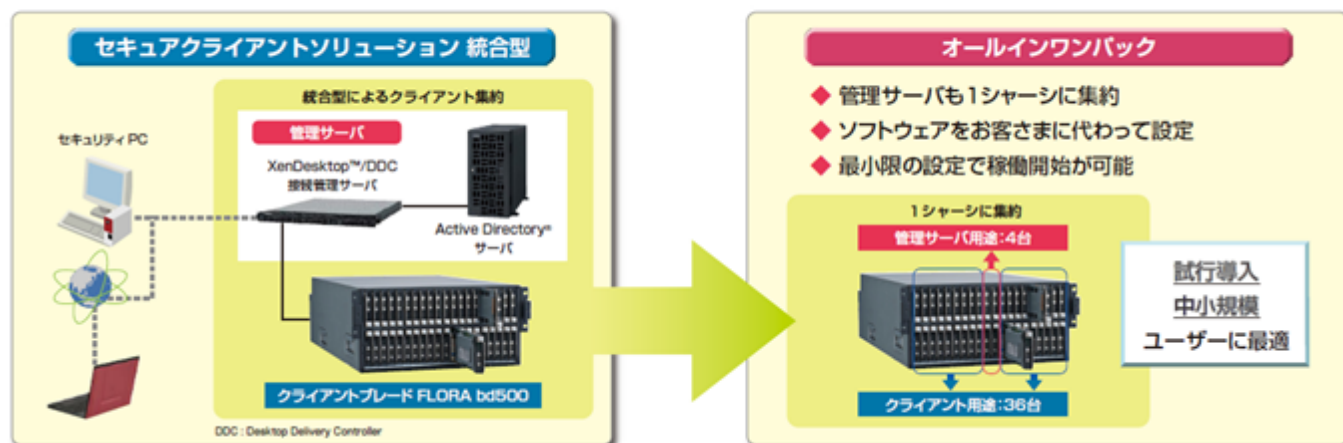 セキュアクライアントソリューション 統合型
統合型によるクライアント集約
セキュリティPC
管理サーバ
XenDesktop™/DDC
接続管理サーバ
Active Directory®
サーバ
クライアントブレード FLORA bd500
DDC : Desktop Delivery Controller
オールインワンパック
◆ 管理サーバも1シャーシに集約
◆ ソフトウェアをお客さまに代わって設定
◆ 最小限の設定で稼働開始が可能
1シャーシに集約
管理サーバ用途:4台
クライアント用途:36台
試行導入
中小規模
ユーザーに最適